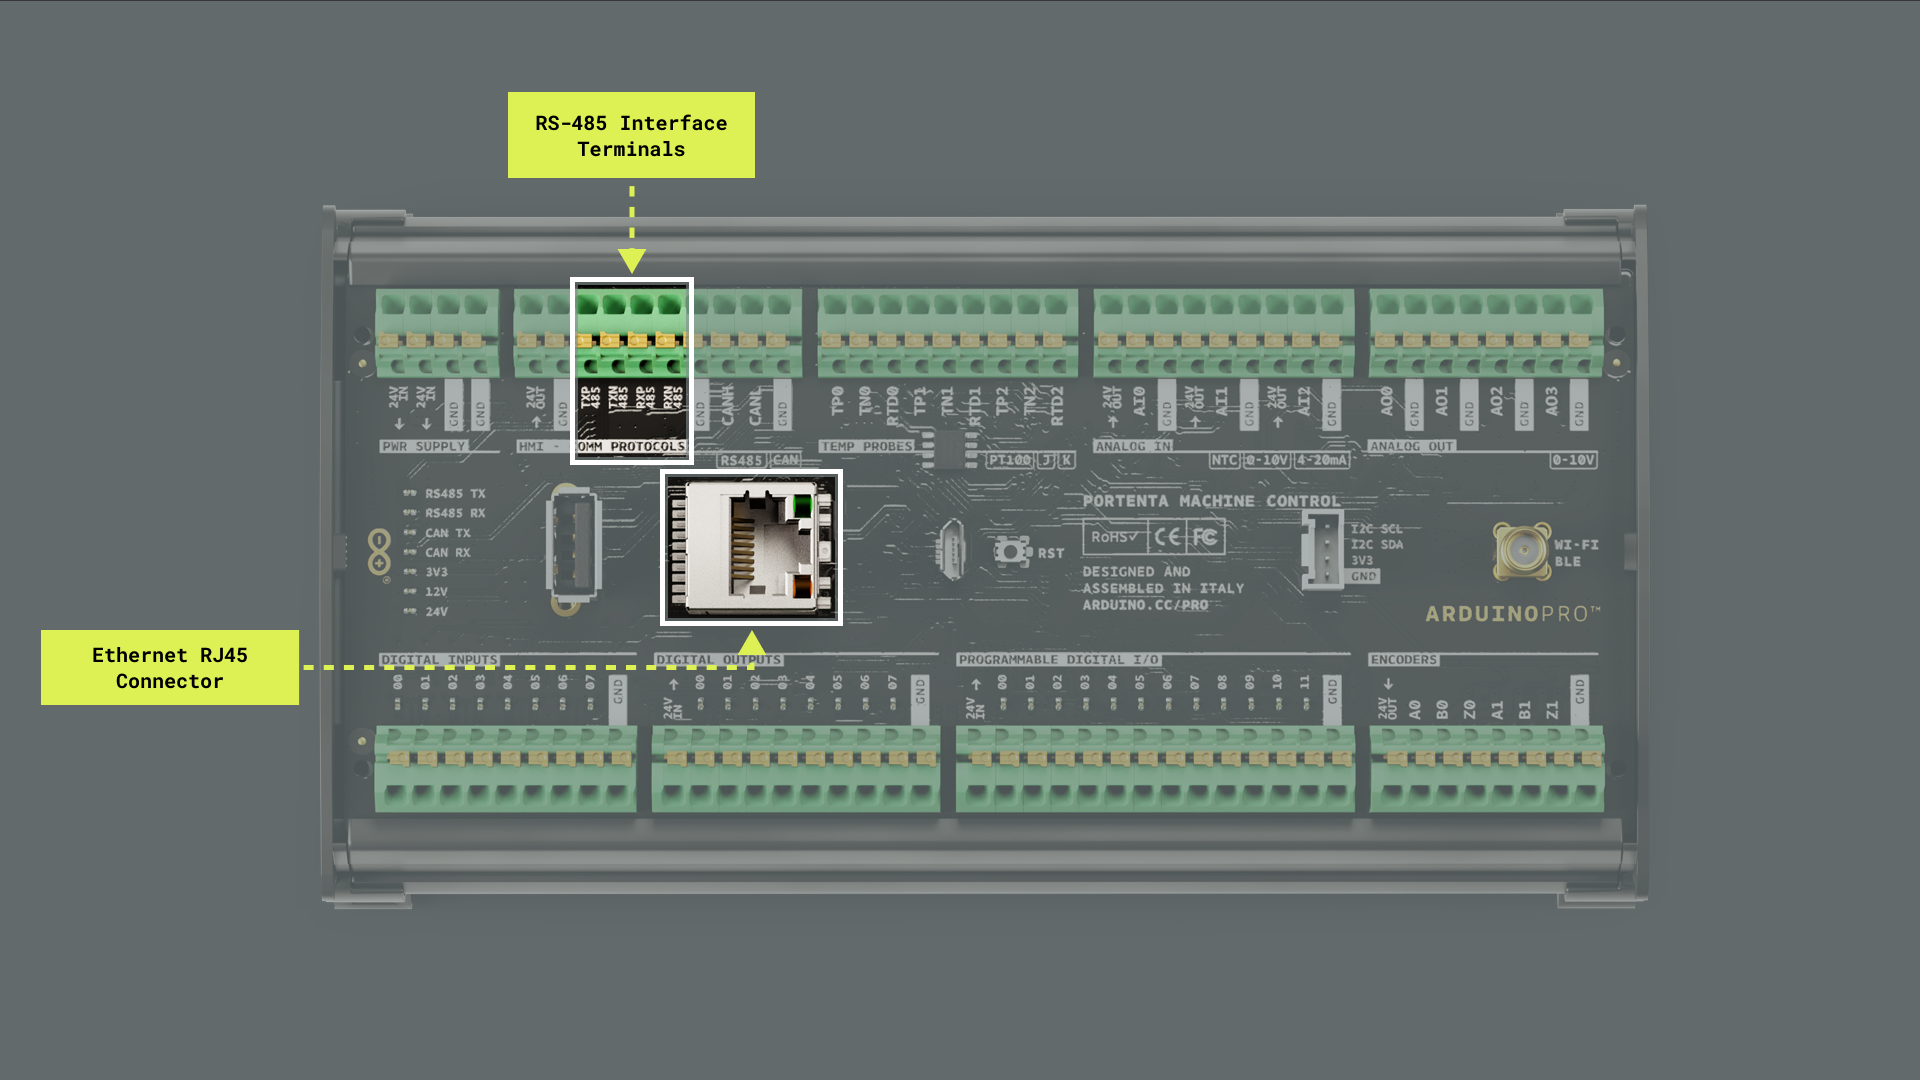 RS-485 Interface
Terminals
24V IN
24V IN
GND
GND
24V OUT
GND
TXP 485
TXN 485
RXP 485
RXN 485
GND
CANH
CANL
GND
TP0
TN0
RTD0
TP1
TN1
RTD1
TP2
TN2
RTD2
24V OUT
AI0
GND
24V OUT
AI1
GND
24V OUT
AI2
GND
AO0
GND
AO1
GND
AO2
GND
AO3
GND
PWR SUPPLY
HMI - OMM PROTOCOLS
TEMP PROBES
ANALOG IN
ANALOG OUT
RS485 CAN
PT100 J K
NTC 0-10V 4-20mA
0-10V
RS485 TX
RS485 RX
CAN TX
CAN RX
3V3
12V
24V
RST
PORTENTA MACHINE CONTROL
RoHS CE FC
DESIGNED AND
ASSEMBLED IN ITALY
ARDUINO.CC/PRO
I2C SCL
I2C SDA
3V3
GND
WI-FI
BLE
ARDUINOPRO™
Ethernet RJ45
Connector
DIGITAL INPUTS
DIGITAL OUTPUTS
PROGRAMMABLE DIGITAL I/O
ENCODERS
00 01 02 03 04 05 06 07 GND
24V IN 00 01 02 03 04 05 06 07 GND
24V IN 00 01 02 03 04 05 06 07 08 09 10 11 GND
24V OUT A0 B0 Z0 A1 B1 Z1 GND